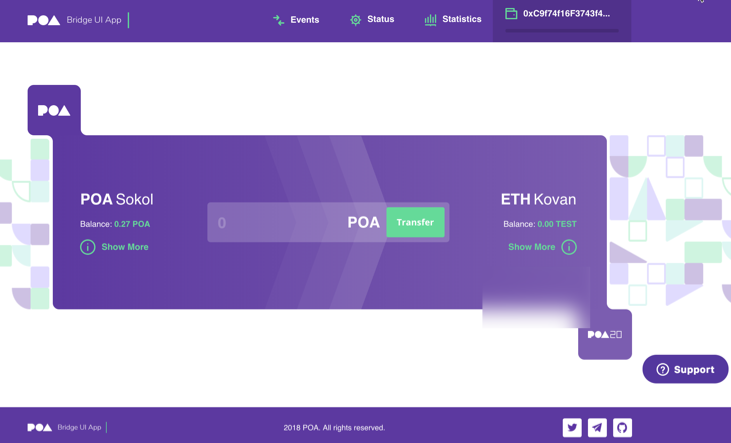 POA Bridge UI App
Events
Status
Statistics
0xC9f74f16F3743f4...
POA
POA Sokol
Balance: 0.27 POA
Show More
0 POA
Transfer
ETH Kovan
Balance: 0.00 TEST
Show More
POA20
Support
POA Bridge UI App
2018 POA. All rights reserved.